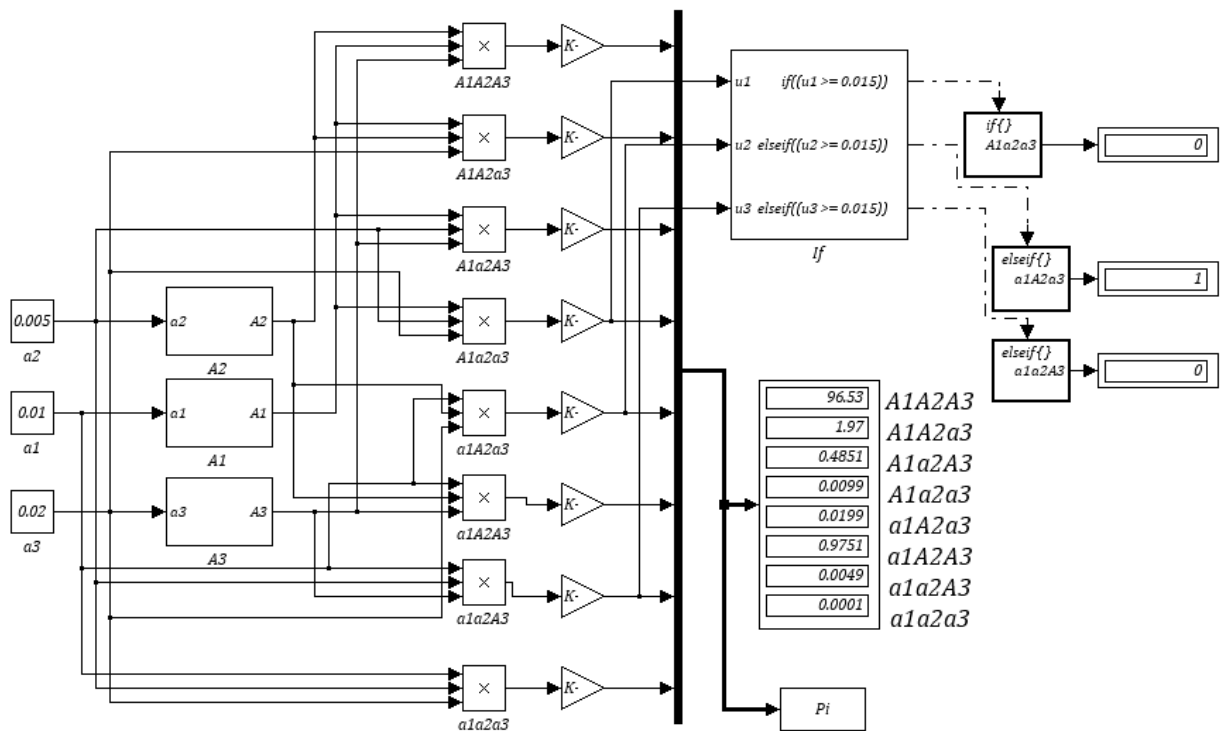 K-
×
A1A2A3
K-
×
A1A2a3
K-
×
A1a2A3
K-
×
A1a2a3
K-
×
a1A2a3
K-
×
a1A2A3
K-
×
a1a2A3
K-
×
a1a2a3
0.005
a2
a2 A2
A2
0.01
a1
a1 A1
A1
0.02
a3
a3 A3
A3
u1 if((u1 >= 0.015))
u2 elseif((u2 >= 0.015))
u3 elseif((u3 >= 0.015))
If
if{}
A1a2a3
0
elseif{}
a1A2a3
1
elseif{}
a1a2A3
0
96.53 A1A2A3
1.97 A1A2a3
0.4851 A1a2A3
0.0099 A1a2a3
0.0199 a1A2a3
0.9751 a1A2A3
0.0049 a1a2A3
0.0001 a1a2a3
Pi